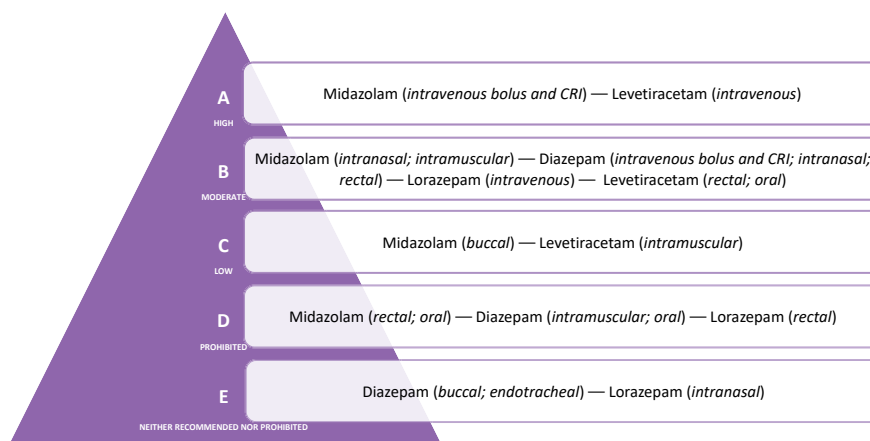 A
HIGH
Midazolam (intravenous bolus and CRI) — Levetiracetam (intravenous)
B
MODERATE
Midazolam (intranasal; intramuscular) — Diazepam (intravenous bolus and CRI; intranasal;
rectal) — Lorazepam (intravenous) — Levetiracetam (rectal; oral)
C
LOW
Midazolam (buccal) — Levetiracetam (intramuscular)
D
PROHIBITED
Midazolam (rectal; oral) — Diazepam (intramuscular; oral) — Lorazepam (rectal)
E
NEITHER RECOMMENDED NOR PROHIBITED
Diazepam (buccal; endotracheal) — Lorazepam (intranasal)